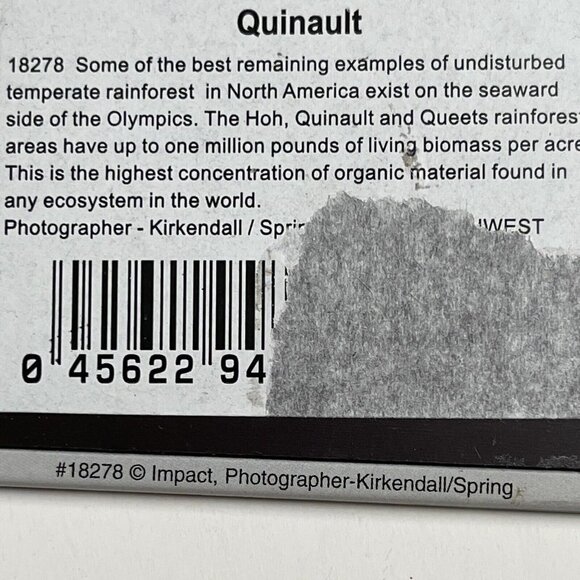 Quinault
18278 Some of the best remaining examples of undisturbed
temperate rainforest in North America exist on the seaward
side of the Olympics. The Hoh, Quinault and Queets rainforest
areas have up to one million pounds of living biomass per acre
This is the highest concentration of organic material found in
any ecosystem in the world.
Photographer - Kirkendall / Spring
0 45622 94
#18278 © Impact, Photographer-Kirkendall/Spring